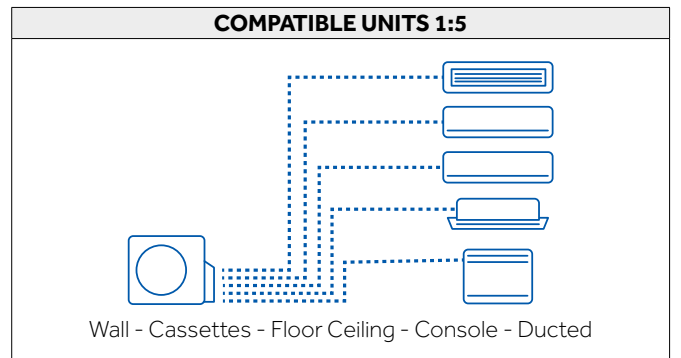 COMPATIBLE UNITS 1:5
Wall - Cassettes - Floor Ceiling - Console - Ducted